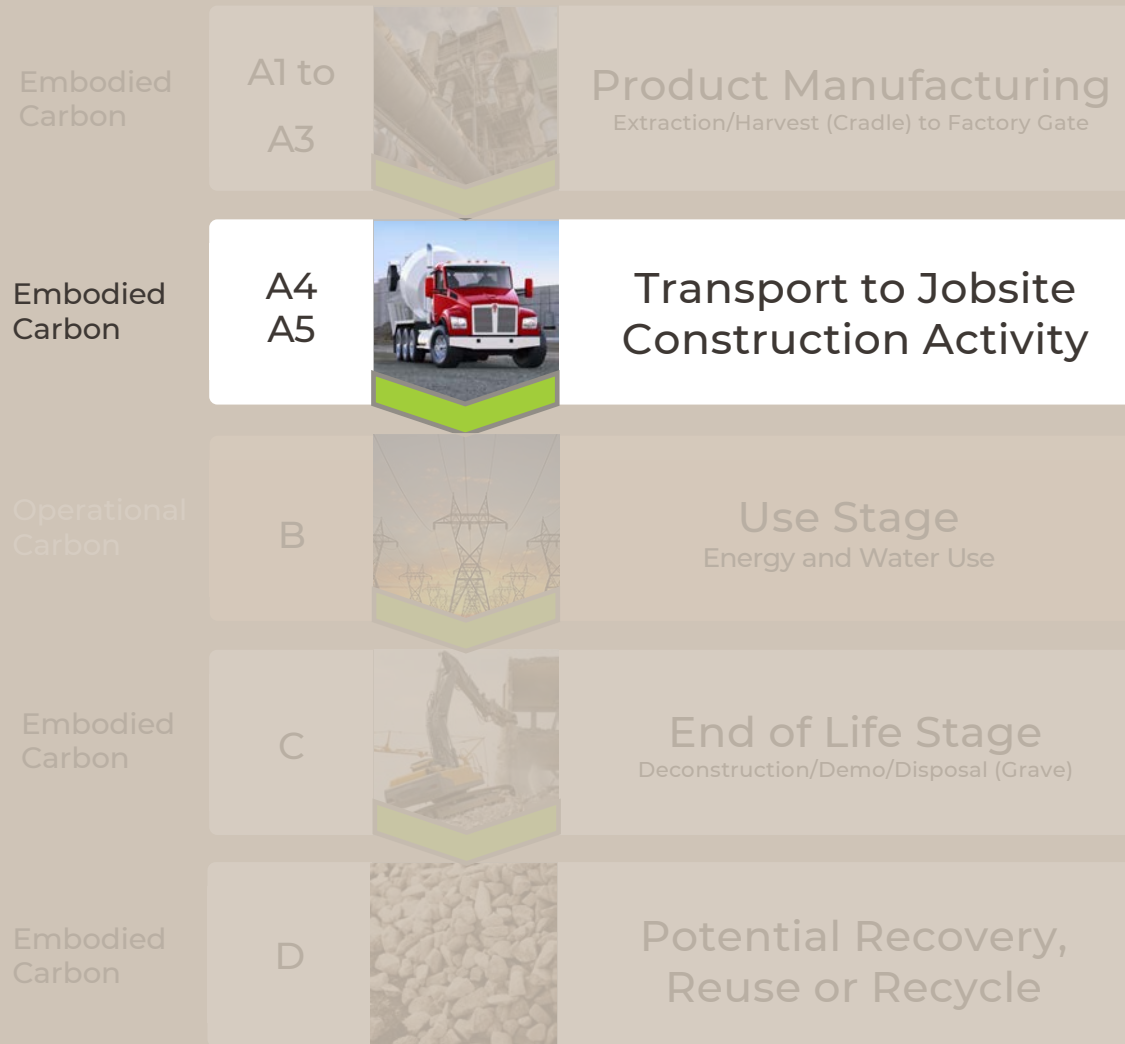 Embodied
Carbon
A1 to
A3
Product Manufacturing
Extraction/Harvest (Cradle) to Factory Gate
Embodied
Carbon
A4
A5
Transport to Jobsite
Construction Activity
Operational
Carbon
B
Use Stage
Energy and Water Use
Embodied
Carbon
C
End of Life Stage
Deconstruction/Demo/Disposal (Grave)
Embodied
Carbon
D
Potential Recovery,
Reuse or Recycle